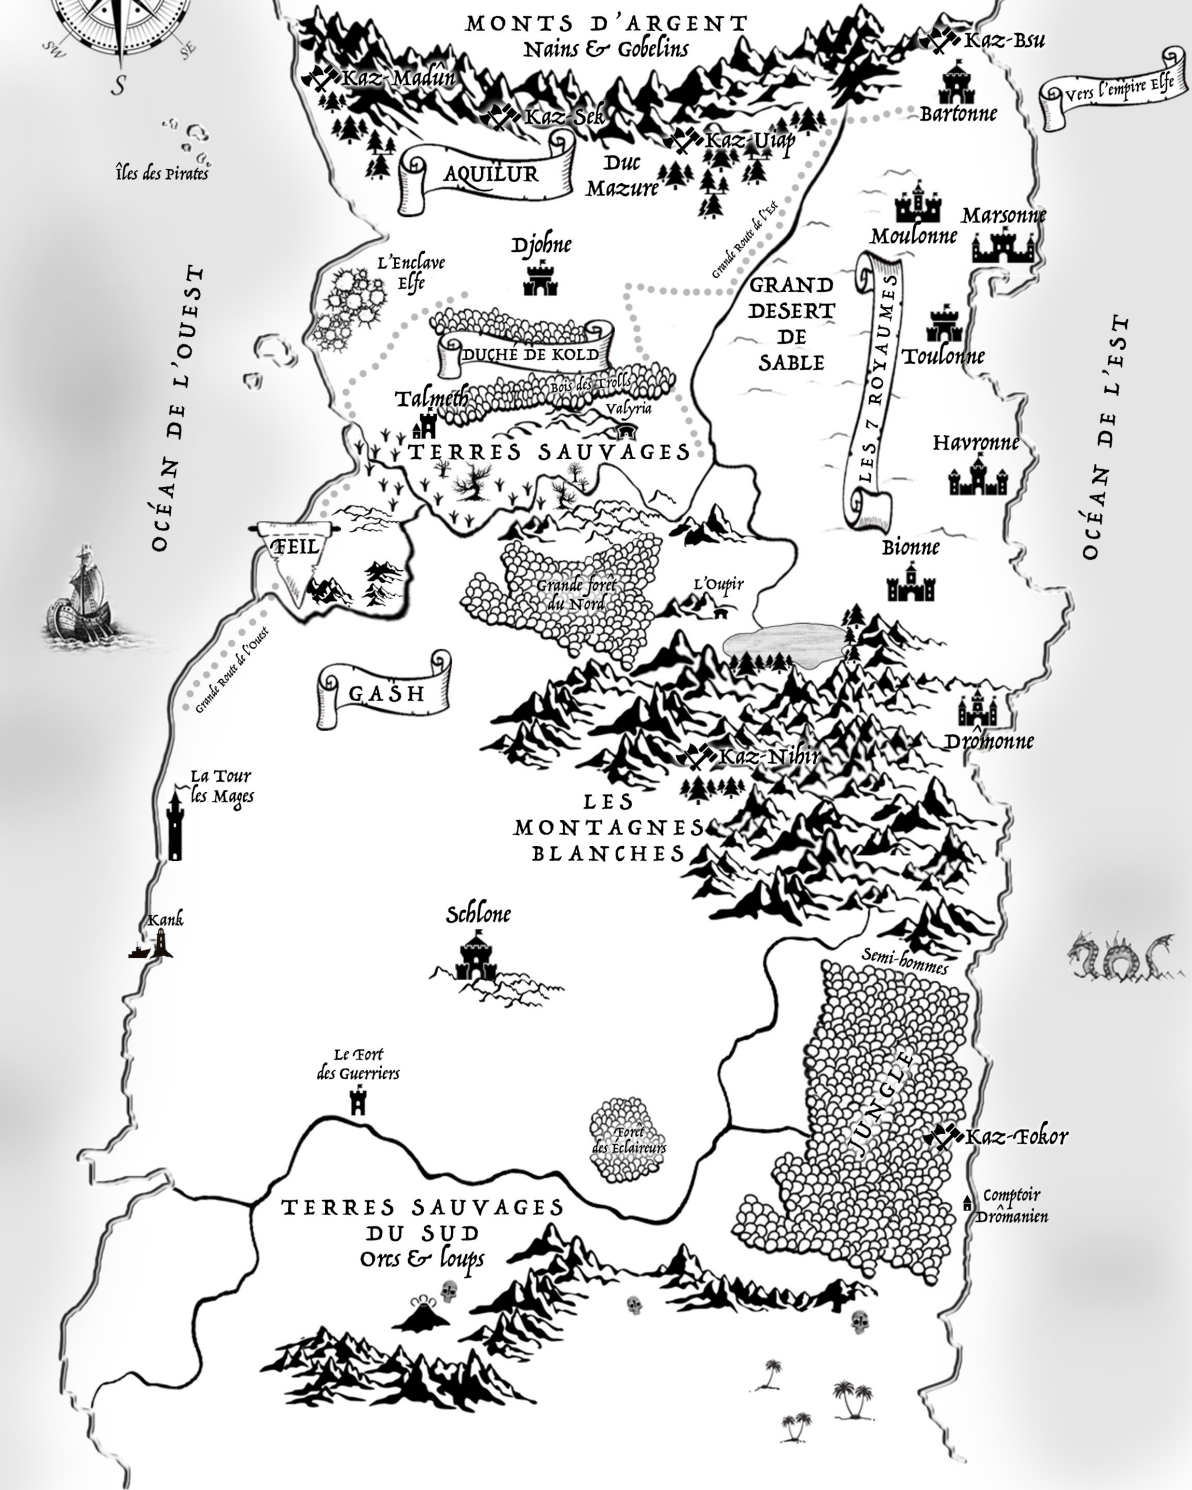 MONTS D'ARGENT
Nains & Gobelins
Kaz-Bsu
SW
SE
S
Kaz-Madûn
Vers l'empire Elfe
Kaz-Sek
Bartonne
Kaz-Uiap
Îles des Pirates
AQUILUR
Duc
Mazure
Marsonne
Moulonne
Grande Route de l'Est
Djohne
L'Enclave
Elfe
GRAND
DESERT
DE
SABLE
LES 7 ROYAUMES
OCÉAN DE L'OUEST
OCÉAN DE L'EST
DUCHÉ DE KOLD
Toulonne
Bois des Trolls
Talmeth
Valyria
TERRES SAUVAGES
Havronne
FEIL
Bionne
Grande forêt
du Nord
L'Oupir
Grande Route de l'Ouest
GASH
Drômonne
Kaz-Nihir
La Tour
les Mages
LES
MONTAGNES
BLANCHES
Kank
Schlone
Semi-hommes
Le Fort
des Guerriers
JUNGLE
Forêt
des Éclaireurs
Kaz-Fokor
Comptoir
Drômanien
TERRES SAUVAGES
DU SUD
Orcs & loups